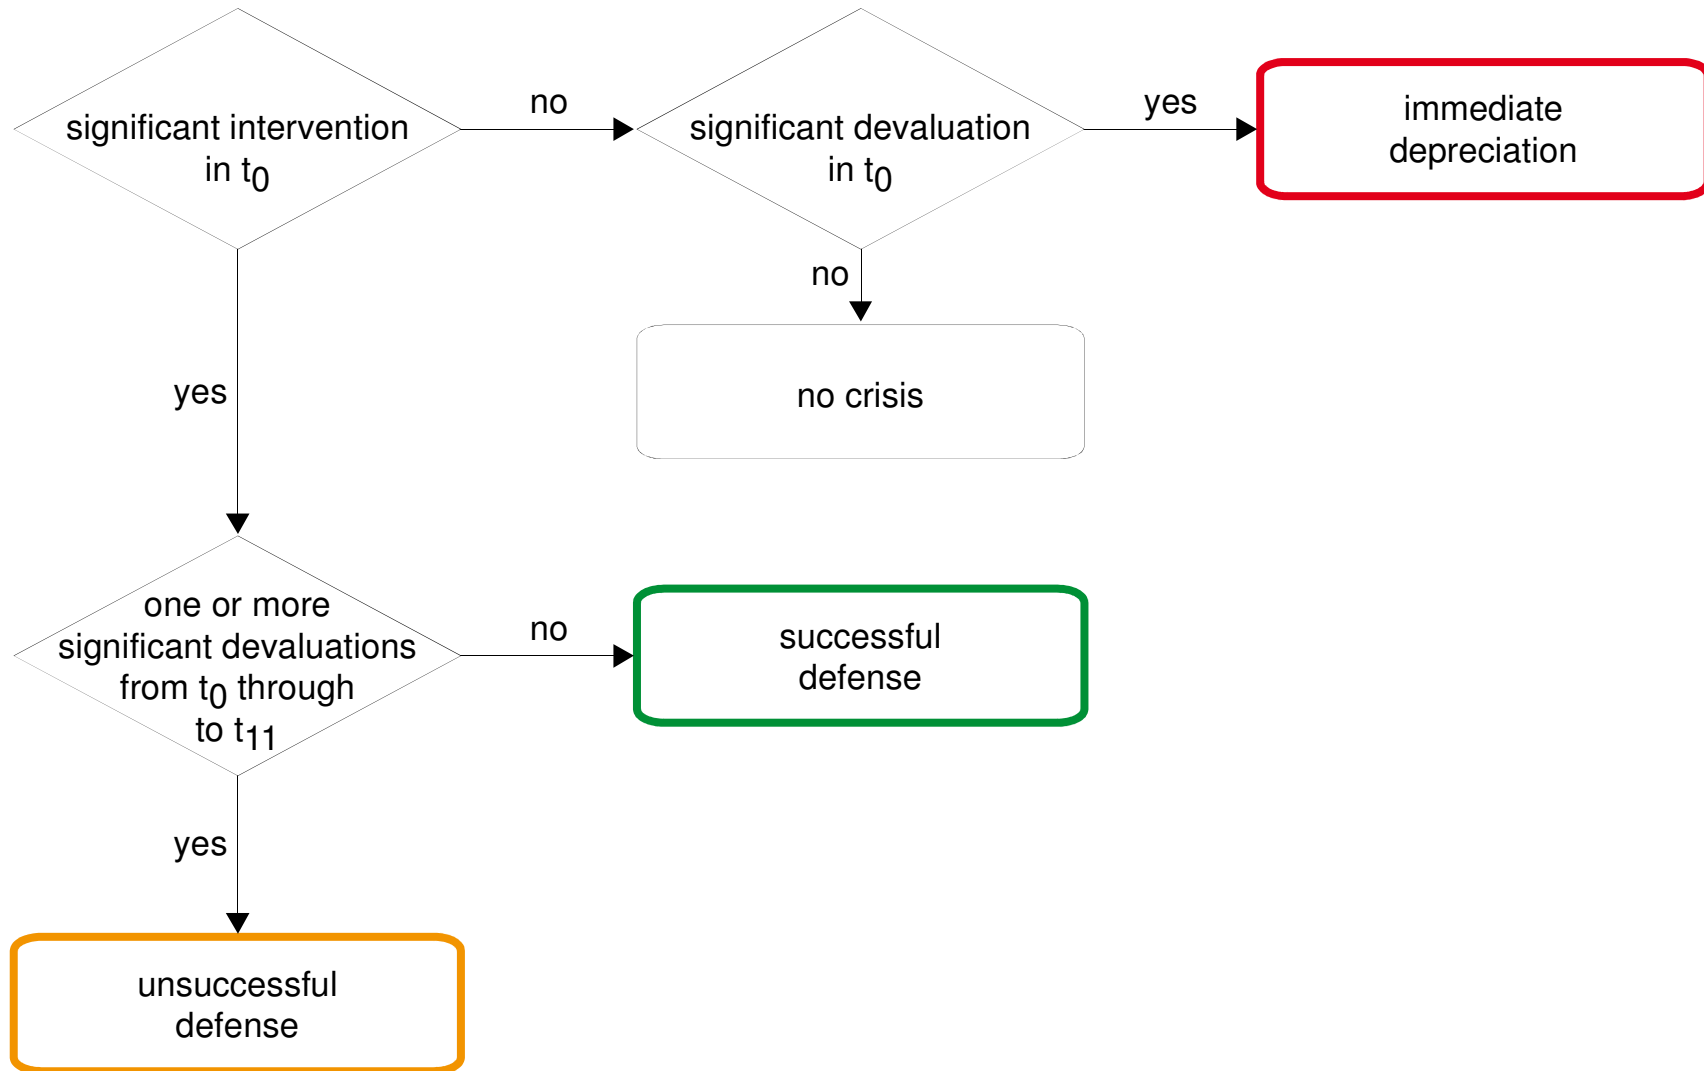 significant intervention
in t0
no
significant devaluation
in t0
yes
immediate
depreciation
no
no crisis
yes
one or more
significant devaluations
from t0 through
to t11
no
successful
defense
yes
unsuccessful
defense